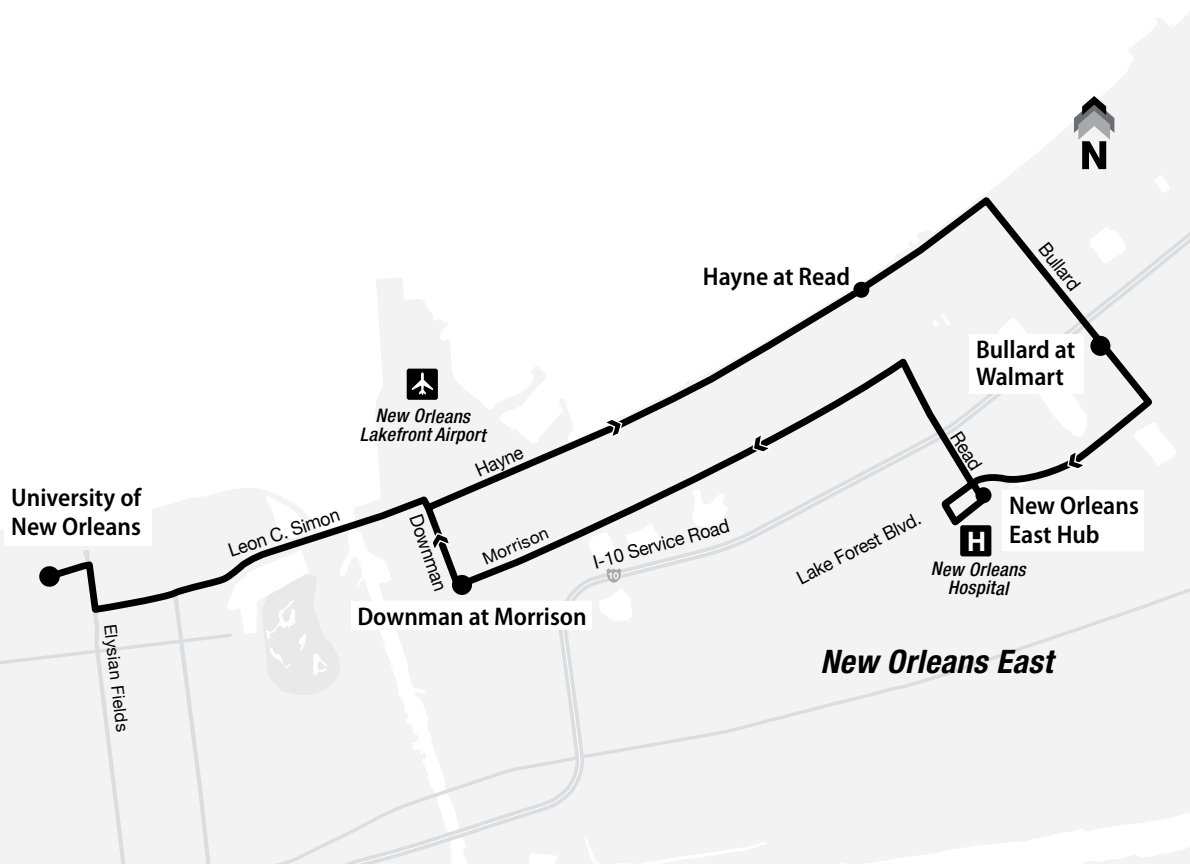 N
Bullard
Hayne at Read
Bullard at
Walmart
New Orleans
Lakefront Airport
Hayne
Read
University of
New Orleans
Leon C. Simon
Downman
Morrison
I-10 Service Road
10
Lake Forest Blvd.
New Orleans
East Hub
H
New Orleans
Hospital
Downman at Morrison
Elysian Fields
New Orleans East